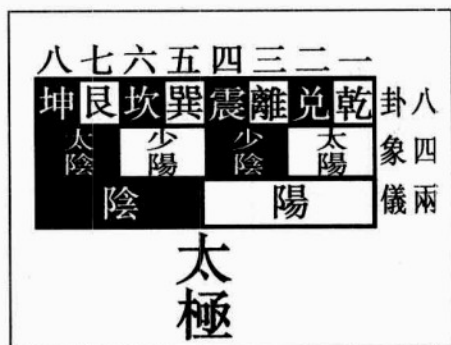 八七六五四三二一
坤艮坎巽震離兌乾 八卦
太陰 少陽 少陰 太陽 四象
陰 陽 兩儀
太極